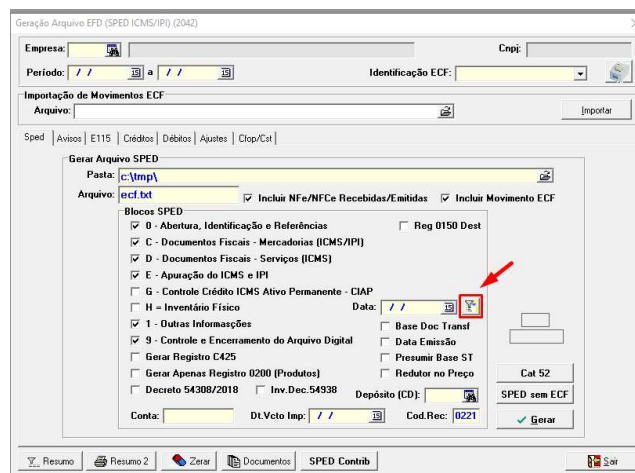 Geração Arquivo EFD (SPED ICMS/IPI) (2042)
Empresa: Cnpj:
Período: / / 15 a / / 15 Identificação ECF:
Importação de Movimentos ECF
Arquivo: Importar
Sped Avisos E115 Créditos Débitos Ajustes Cfop/Cst
Gerar Arquivo SPED
Pasta: c:\tmp\
Arquivo: ecf.txt Incluir NFe/NFCe Recebidas/Emitidas Incluir Movimento ECF
Blocos SPED
0 - Abertura, Identificação e Referências Reg 0150 Dest
C - Documentos Fiscais - Mercadorias (ICMS/IPI)
D - Documentos Fiscais - Serviços (ICMS)
E - Apuração do ICMS e IPI
G - Controle Crédito ICMS Ativo Permanente - CIAP
H = Inventário Físico Data: / / 15
1 - Outras Informasções Base Doc Transf
9 - Controle e Encerramento do Arquivo Digital Data Emissão
Gerar Registro C425 Presumir Base ST
Gerar Apenas Registro 0200 (Produtos) Redutor no Preço Cat 52
Decreto 54308/2018 Inv.Dec.54938 Depósito (CD): SPED sem ECF
Conta: Dt.Vcto Imp: / / 15 Cod.Rec: 0221 Gerar
Resumo Resumo 2 Zerar Documentos SPED Contrib Sair